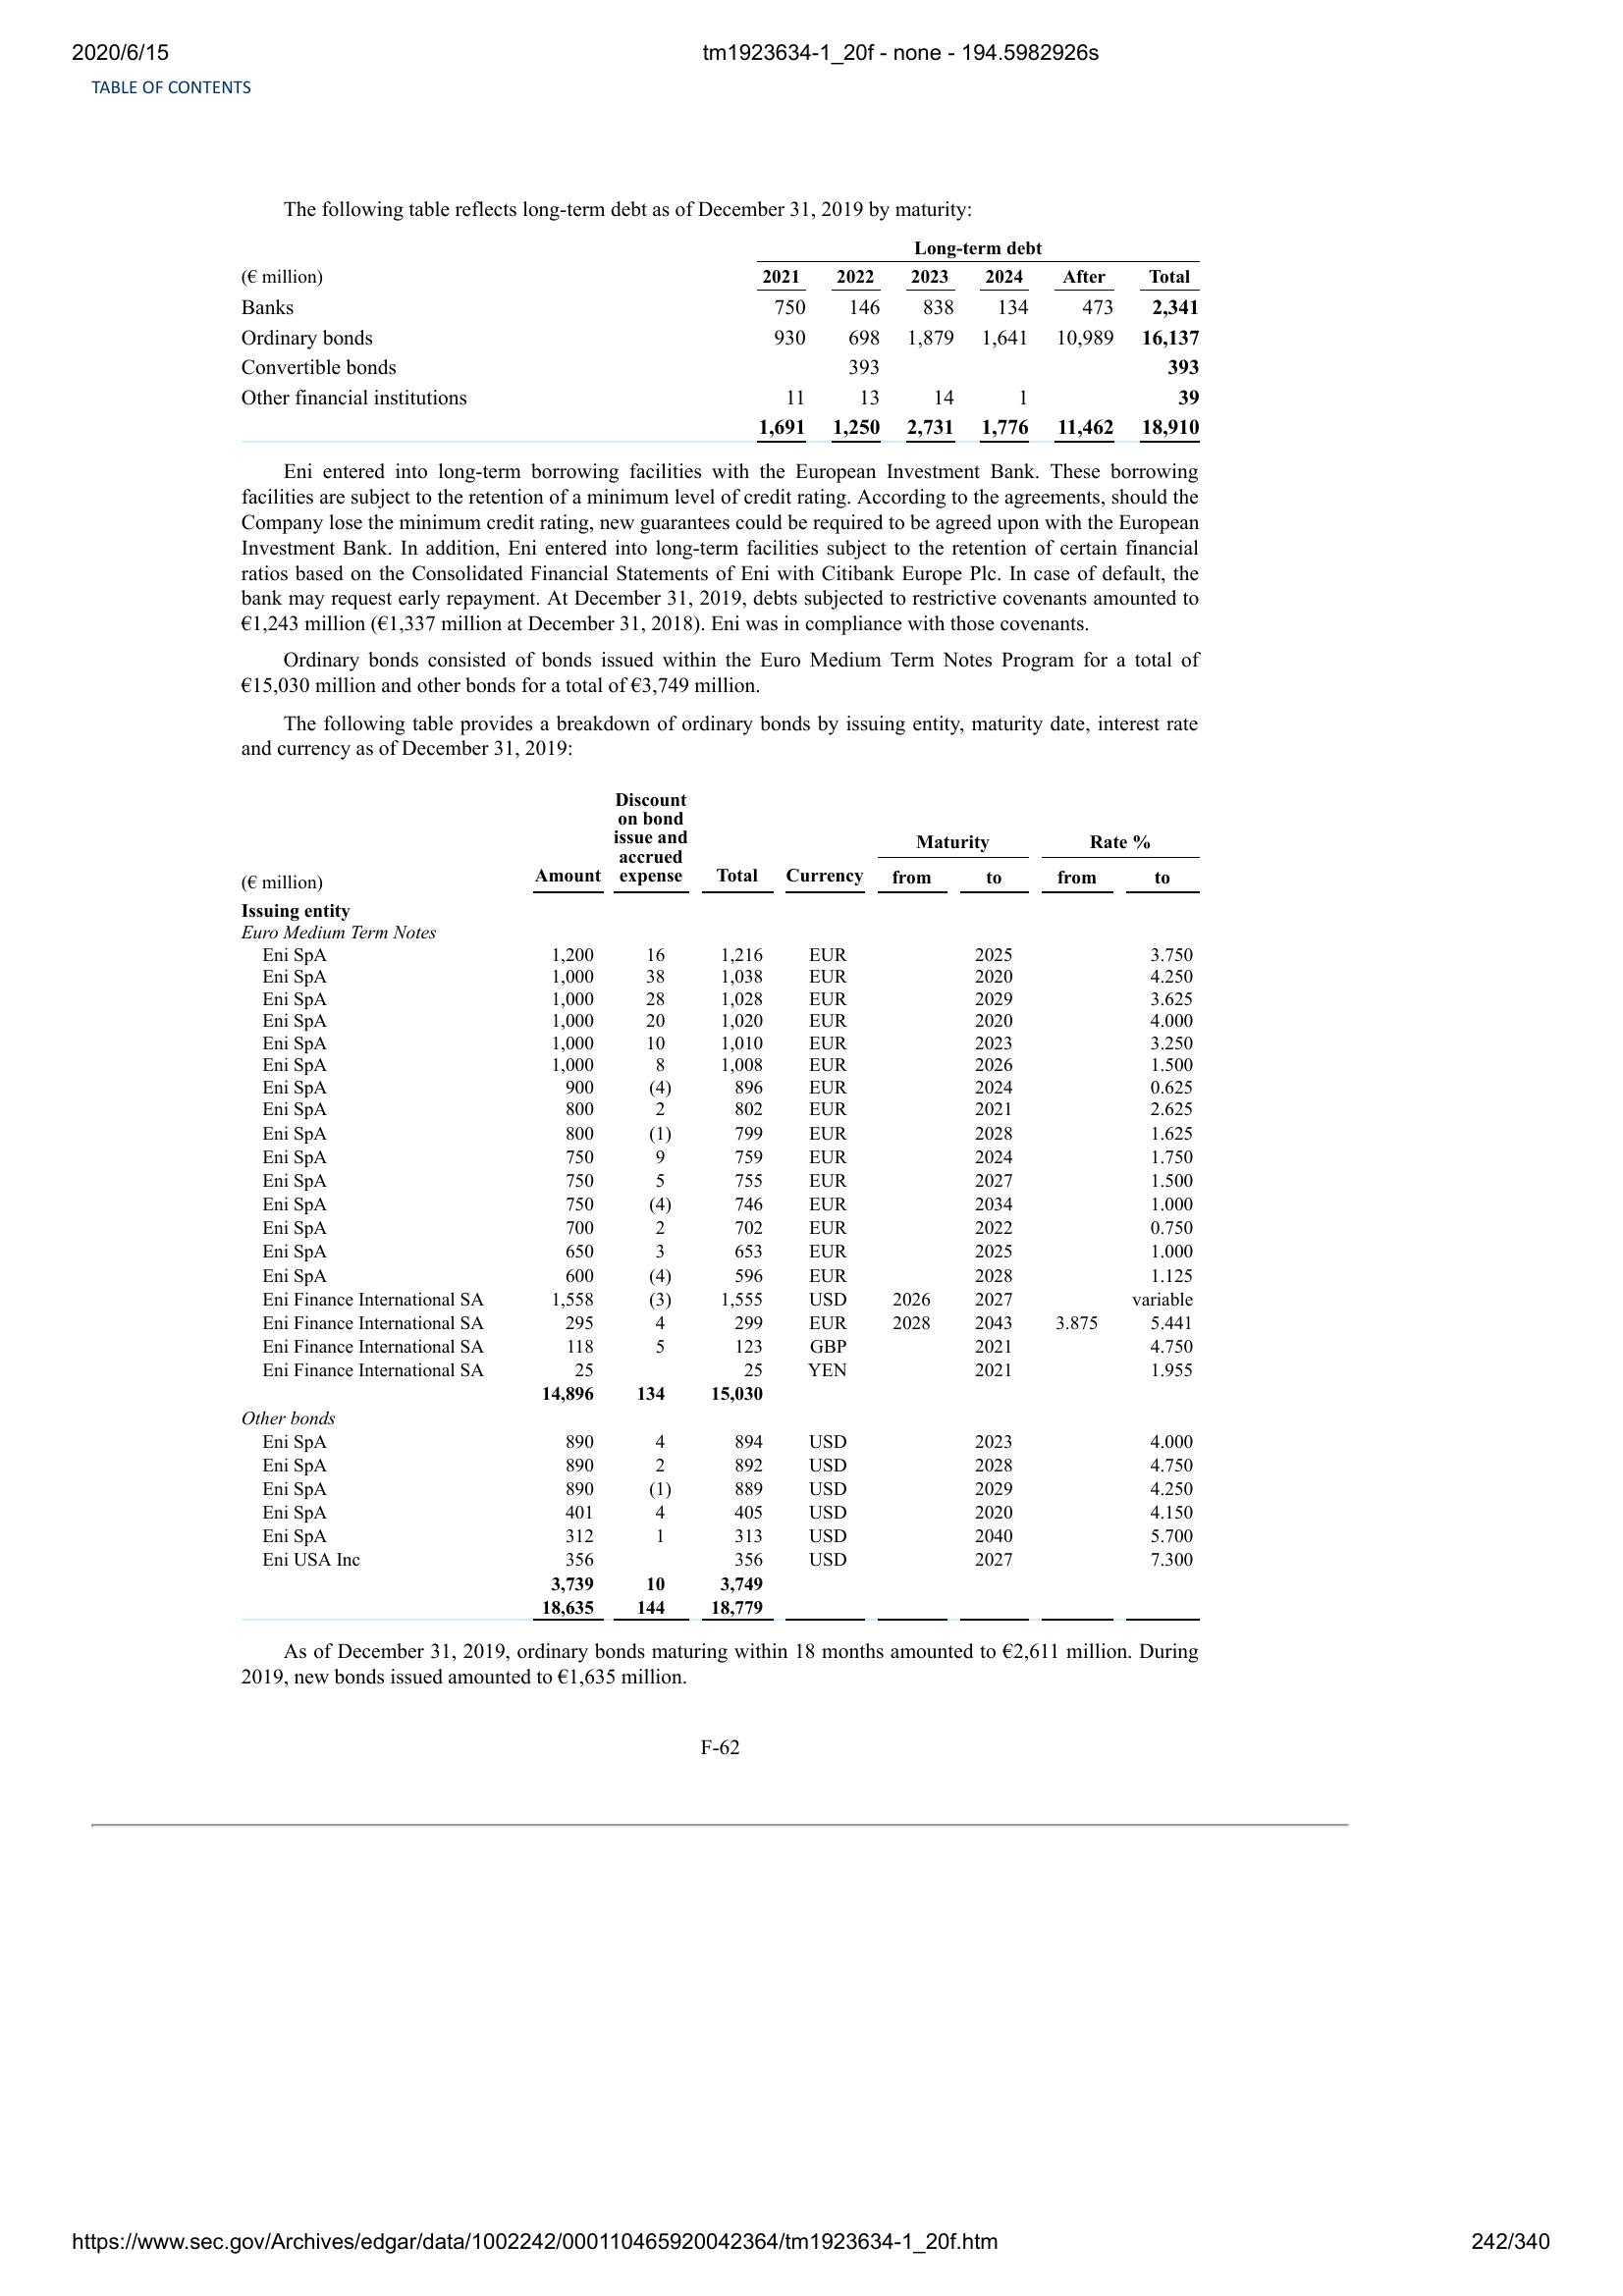 2020/6/15 tm1923634-1_20f - none - 194.5982926s
TABLE OF CONTENTS
The following table reflects long-term debt as of December 31, 2019 by maturity:
Long-term debt
(€ million) 2021 2022 2023 2024 After Total
Banks 750 146 838 134 473 2,341
Ordinary bonds 930 698 1,879 1,641 10,989 16,137
Convertible bonds 393 393
Other financial institutions 11 13 14 1 39
1,691 1,250 2,731 1,776 11,462 18,910
Eni entered into long-term borrowing facilities with the European Investment Bank. These borrowing
facilities are subject to the retention of a minimum level of credit rating. According to the agreements, should the
Company lose the minimum credit rating, new guarantees could be required to be agreed upon with the European
Investment Bank. In addition, Eni entered into long-term facilities subject to the retention of certain financial
ratios based on the Consolidated Financial Statements of Eni with Citibank Europe Plc. In case of default, the
bank may request early repayment. At December 31, 2019, debts subjected to restrictive covenants amounted to
€1,243 million (€1,337 million at December 31, 2018). Eni was in compliance with those covenants.
Ordinary bonds consisted of bonds issued within the Euro Medium Term Notes Program for a total of
€15,030 million and other bonds for a total of €3,749 million.
The following table provides a breakdown of ordinary bonds by issuing entity, maturity date, interest rate
and currency as of December 31, 2019:
Discount
on bond
issue and
accrued
expense
Maturity Rate %
(€ million) Amount Total Currency from to from to
Issuing entity
Euro Medium Term Notes
Eni SpA 1,200 16 1,216 EUR 2025 3.750
Eni SpA 1,000 38 1,038 EUR 2020 4.250
Eni SpA 1,000 28 1,028 EUR 2029 3.625
Eni SpA 1,000 20 1,020 EUR 2020 4.000
Eni SpA 1,000 10 1,010 EUR 2023 3.250
Eni SpA 1,000 8 1,008 EUR 2026 1.500
Eni SpA 900 (4) 896 EUR 2024 0.625
Eni SpA 800 2 802 EUR 2021 2.625
Eni SpA 800 (1) 799 EUR 2028 1.625
Eni SpA 750 9 759 EUR 2024 1.750
Eni SpA 750 5 755 EUR 2027 1.500
Eni SpA 750 (4) 746 EUR 2034 1.000
Eni SpA 700 2 702 EUR 2022 0.750
Eni SpA 650 3 653 EUR 2025 1.000
Eni SpA 600 (4) 596 EUR 2028 1.125
Eni Finance International SA 1,558 (3) 1,555 USD 2026 2027 variable
Eni Finance International SA 295 4 299 EUR 2028 2043 3.875 5.441
Eni Finance International SA 118 5 123 GBP 2021 4.750
Eni Finance International SA 25 25 YEN 2021 1.955
14,896 134 15,030
Other bonds
Eni SpA 890 4 894 USD 2023 4.000
Eni SpA 890 2 892 USD 2028 4.750
Eni SpA 890 (1) 889 USD 2029 4.250
Eni SpA 401 4 405 USD 2020 4.150
Eni SpA 312 1 313 USD 2040 5.700
Eni USA Inc 356 356 USD 2027 7.300
3,739 10 3,749
18,635 144 18,779
As of December 31, 2019, ordinary bonds maturing within 18 months amounted to €2,611 million. During
2019, new bonds issued amounted to €1,635 million.
F-62
https://www.sec.gov/Archives/edgar/data/1002242/000110465920042364/tm1923634-1_20f.htm 242/340